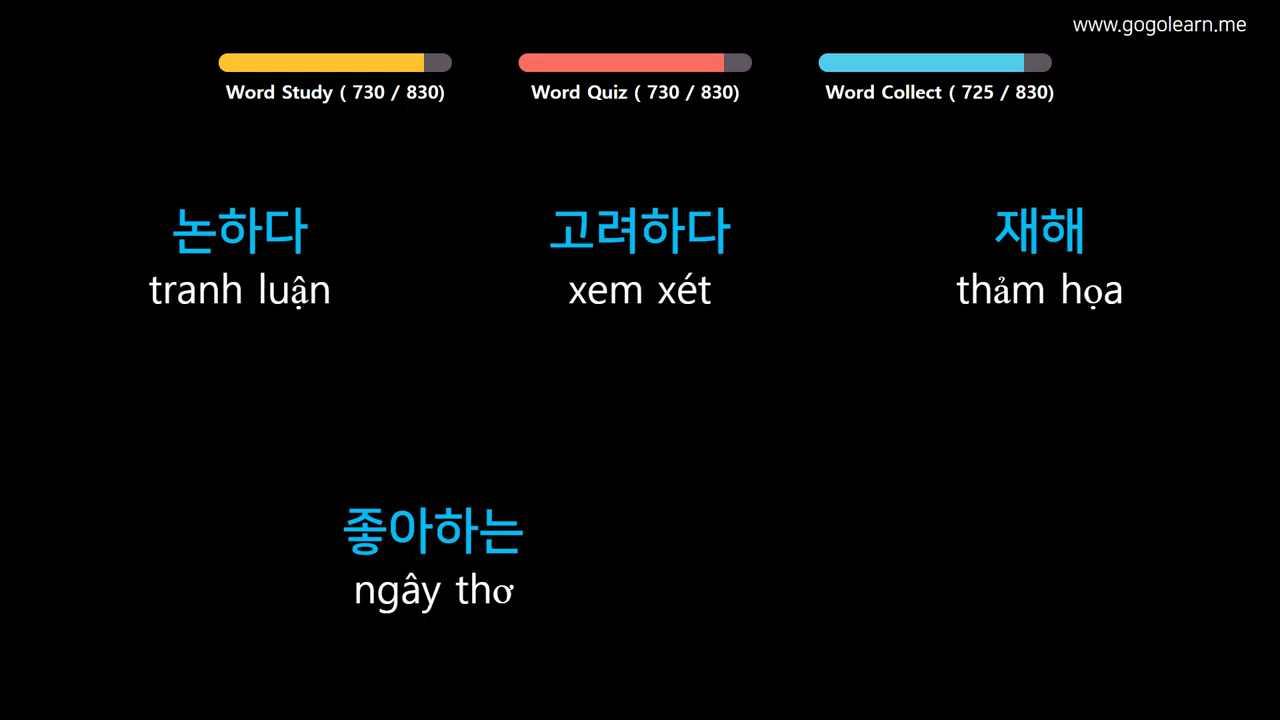 www.gogolearn.me
Word Study ( 730 / 830)
Word Quiz ( 730 / 830)
Word Collect ( 725 / 830)
논하다
tranh luận
고려하다
xem xét
재해
thảm họa
좋아하는
ngây thơ